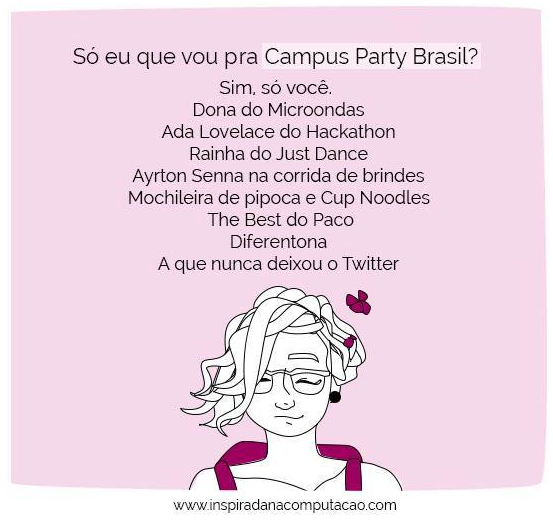 Só eu que vou pra Campus Party Brasil?
Sim, só você.
Dona do Microondas
Ada Lovelace do Hackathon
Rainha do Just Dance
Ayrton Senna na corrida de brindes
Mochileira de pipoca e Cup Noodles
The Best do Paco
Diferentona
A que nunca deixou o Twitter
www.inspiradanacomputacao.com